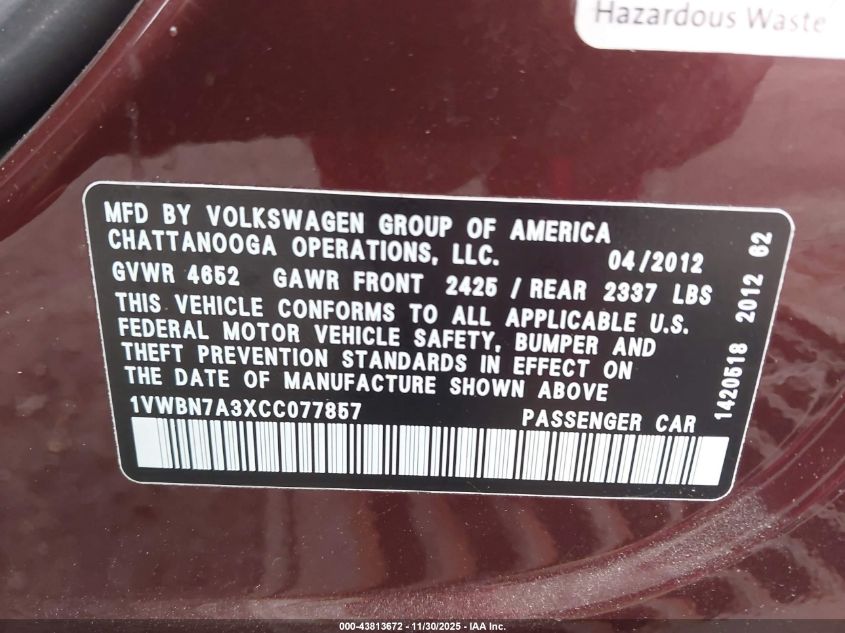 Hazardous Waste
MFD BY VOLKSWAGEN GROUP OF AMERICA
CHATTANOOGA OPERATIONS, LLC. 04/2012
GVWR 4652 GAWR FRONT 2425 / REAR 2337 LBS
THIS VEHICLE CONFORMS TO ALL APPLICABLE U.S.
FEDERAL MOTOR VEHICLE SAFETY, BUMPER AND
THEFT PREVENTION STANDARDS IN EFFECT ON
THE DATE OF MANUFACTURE SHOWN ABOVE
1VWBN7A3XCC077857 PASSENGER CAR
1420518 2012 62
000-43813672 - 11/30/2025 - IAA Inc.